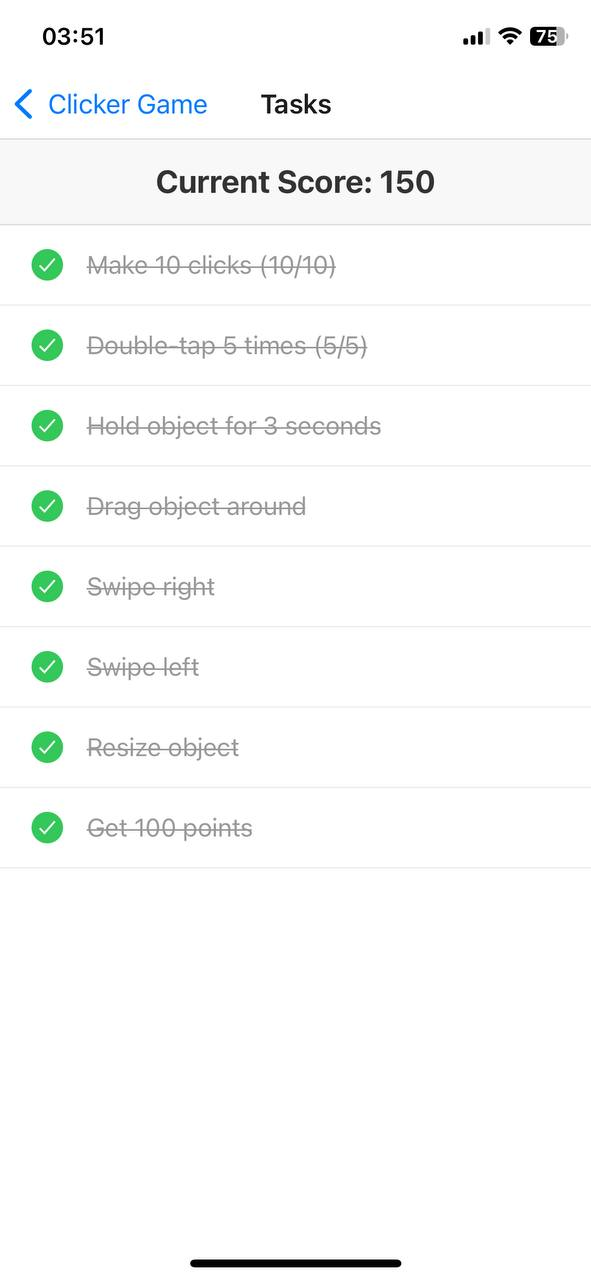 03:51
75
Clicker Game
Tasks
Current Score: 150
Make 10 clicks (10/10)
Double-tap 5 times (5/5)
Hold object for 3 seconds
Drag object around
Swipe right
Swipe left
Resize object
Get 100 points